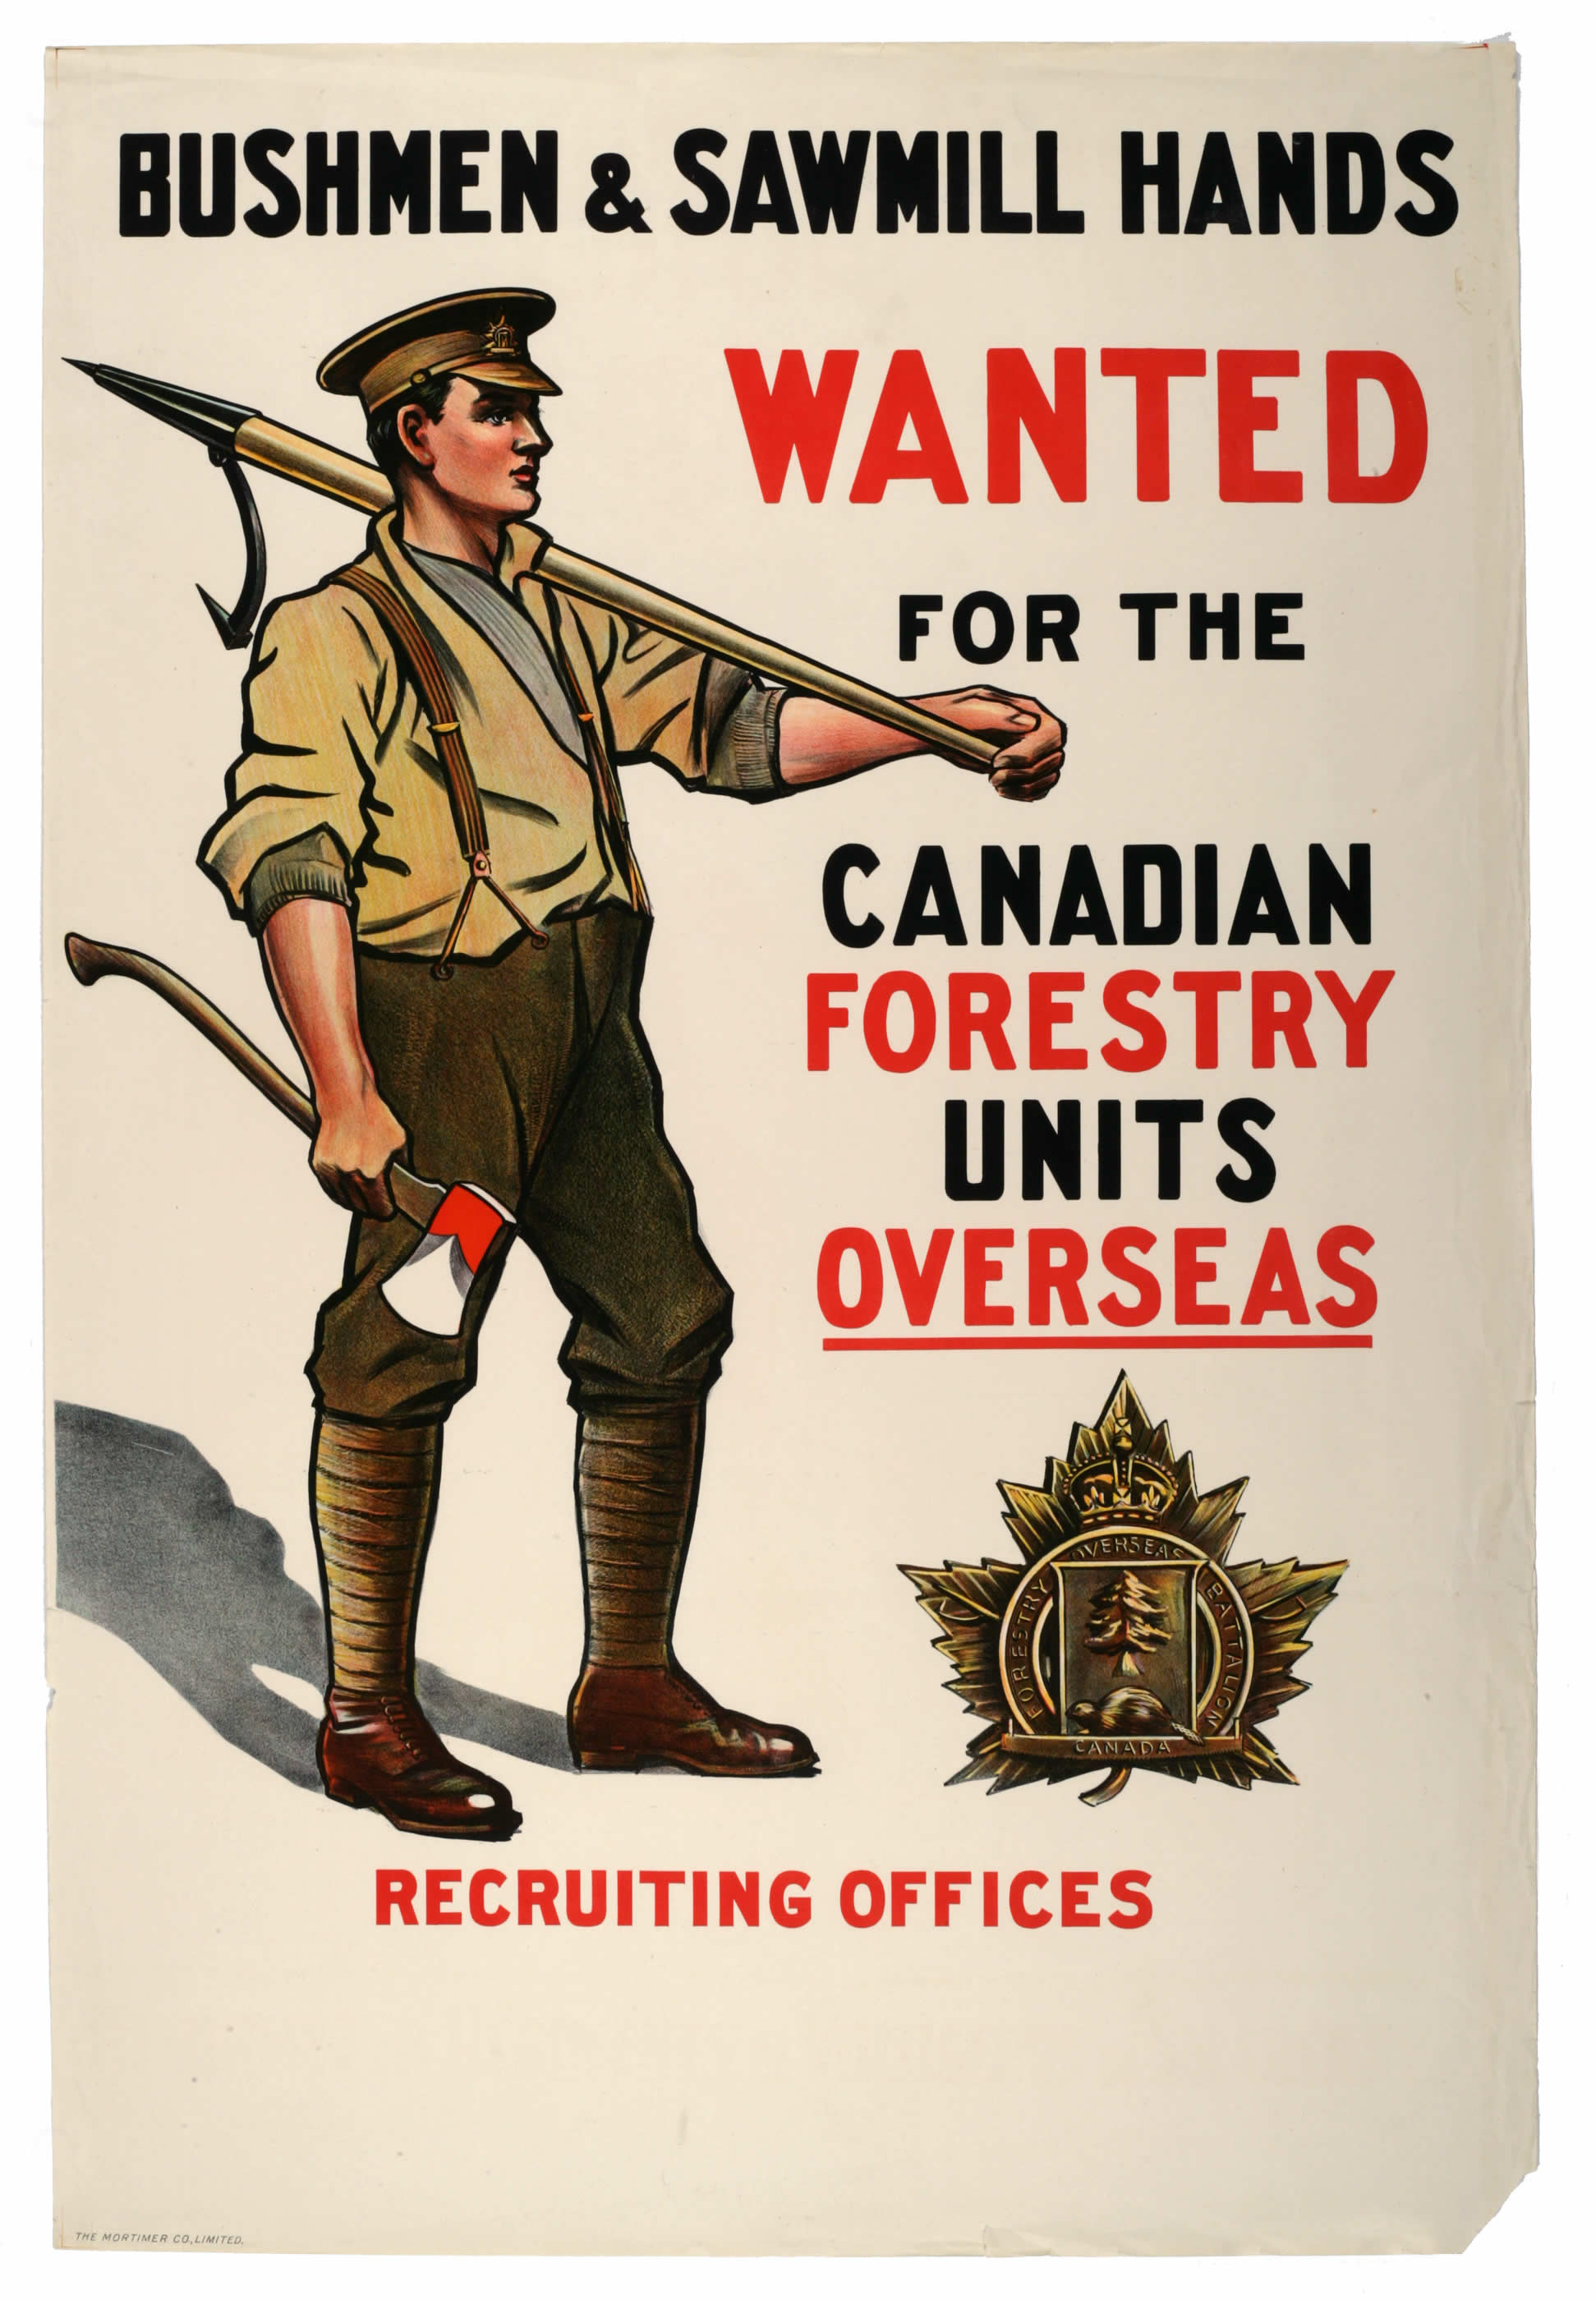 BUSHMEN & SAWMILL HANDS
WANTED
FOR THE
CANADIAN
FORESTRY
UNITS
OVERSEAS
OVERSEAS
FORESTRY
BATTALION
CANADA
RECRUITING OFFICES
THE MORTIMER CO, LIMITED.